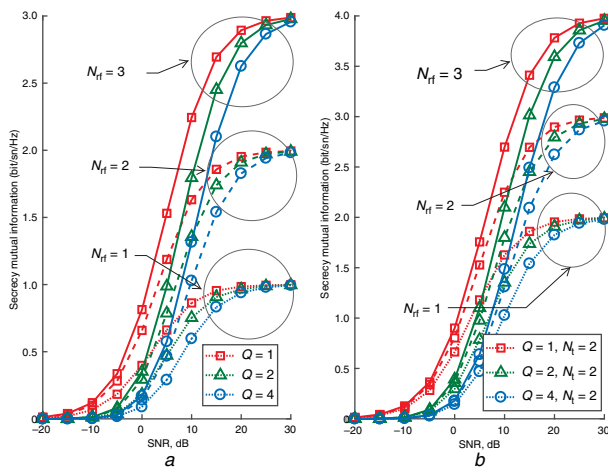 3.0
2.5
2.0
1.5
1.0
0.5
0
Secrecy mutual information (bit/sn/Hz)
N_rf = 3
N_rf = 2
N_rf = 1
Q = 1
Q = 2
Q = 4
−20 −10 0 10 20 30
SNR, dB
a
4.0
3.5
3.0
2.5
2.0
1.5
1.0
0.5
0
Secrecy mutual information (bit/sn/Hz)
N_rf = 3
N_rf = 2
N_rf = 1
Q = 1, N_t = 2
Q = 2, N_t = 2
Q = 4, N_t = 2
−20 −10 0 10 20 30
SNR, dB
b